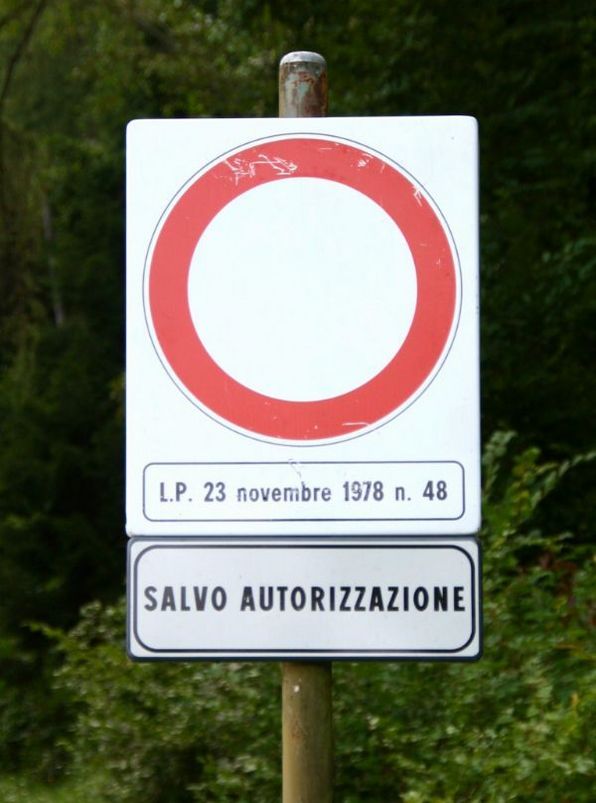 L.P. 23 novembre 1978 n. 48
SALVO AUTORIZZAZIONE